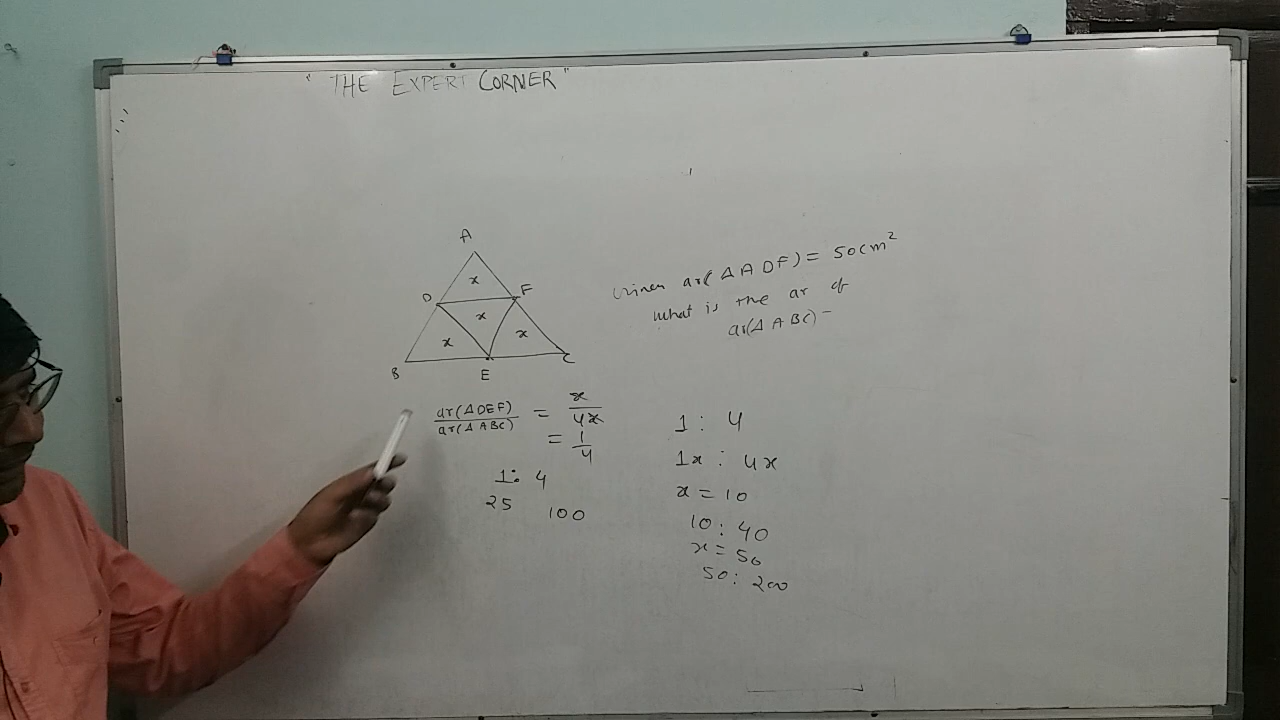 "THE EXPERT CORNER"
A
x
D F
x
x x
B E C
Given ar(Δ ADF) = 50cm²
What is the ar of
ar(Δ ABC) -
ar(Δ DEF) / ar(Δ ABC) = x / 4x
= 1/4
1 : 4
25 100
1 : 4
1x : 4x
x = 10
10 : 40
x = 50
50 : 200